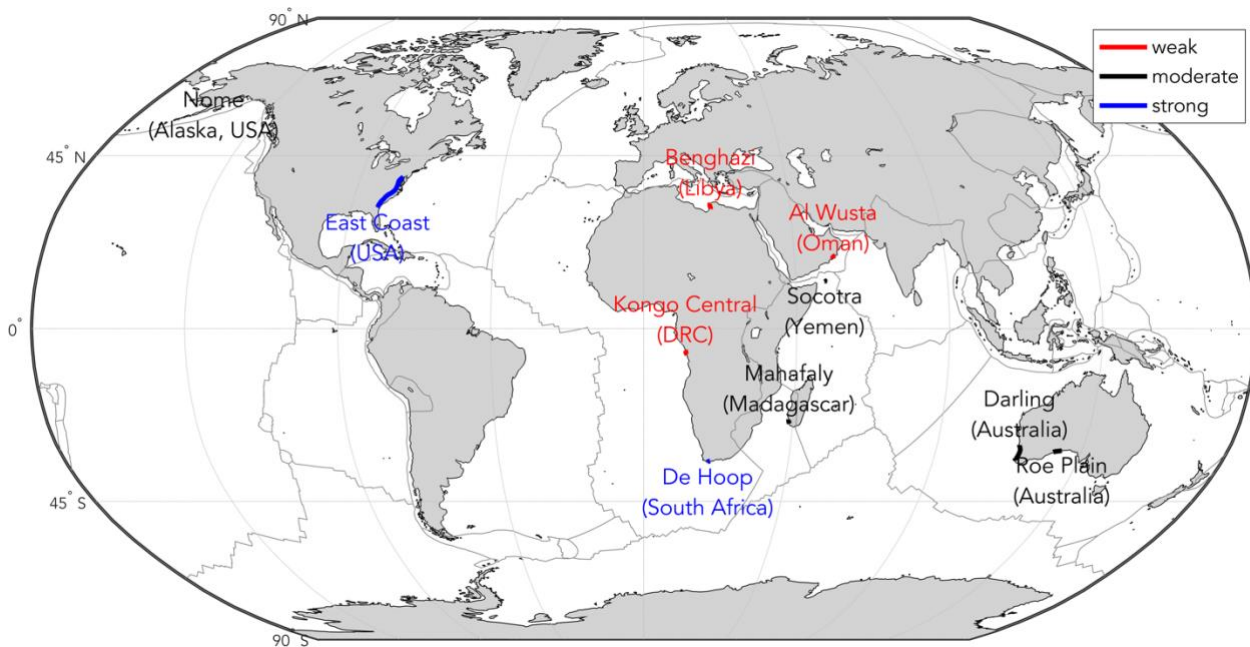 90°N
weak
moderate
strong
Nome
(Alaska, USA)
45°N
Benghazi
(Libya)
East Coast
(USA)
Al Wusta
(Oman)
Kongo Central
(DRC)
Socotra
(Yemen)
0°
Mahafaly
(Madagascar)
Darling
(Australia)
Roe Plain
(Australia)
De Hoop
(South Africa)
45°S
90°S